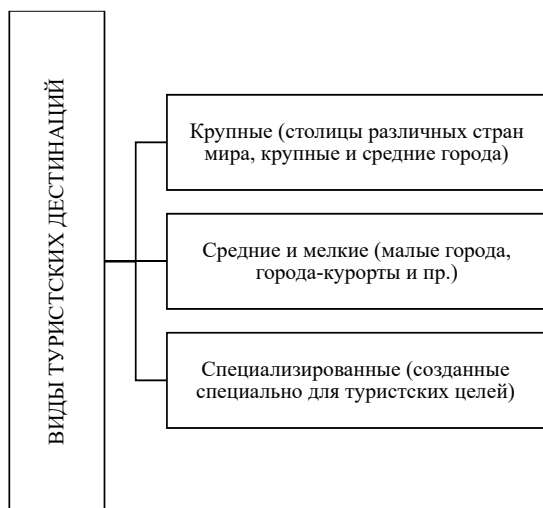 ВИДЫ ТУРИСТСКИХ ДЕСТИНАЦИЙ
Крупные (столицы различных стран
мира, крупные и средние города)
Средние и мелкие (малые города,
города-курорты и пр.)
Специализированные (созданные
специально для туристских целей)